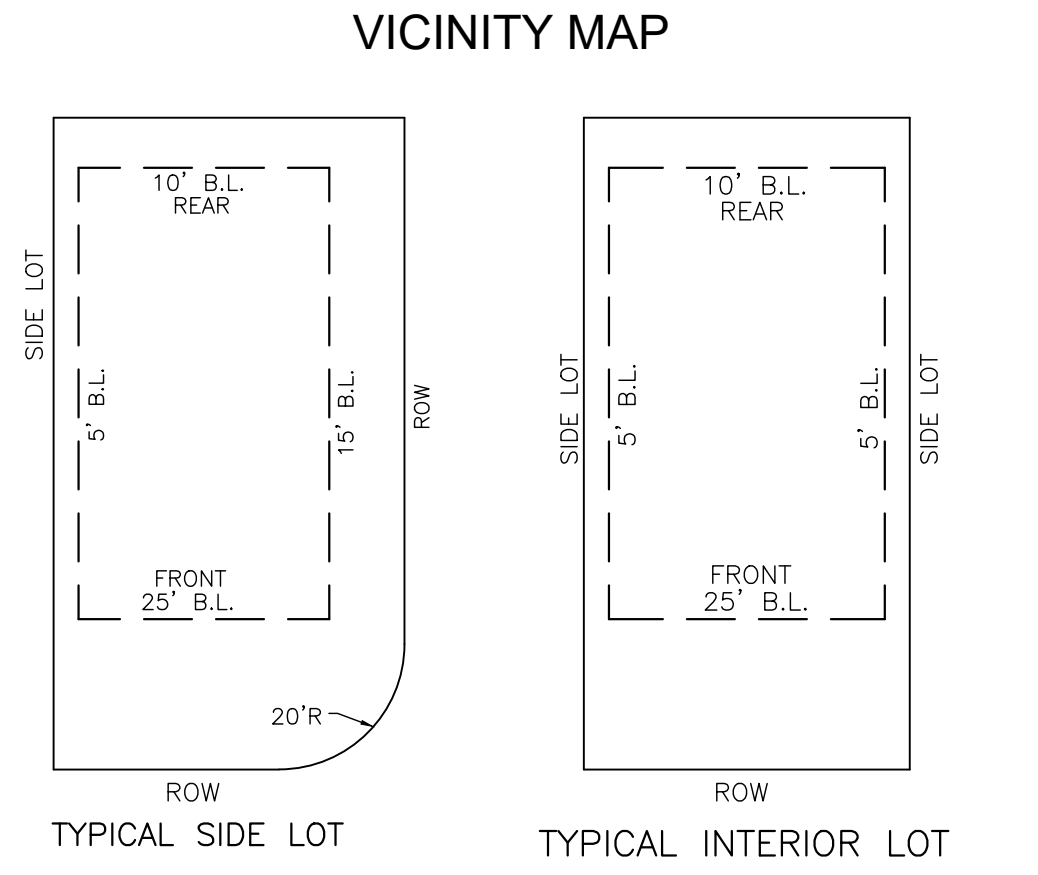 VICINITY MAP
10' B.L.
REAR
SIDE LOT
5' B.L.
15' B.L.
ROW
FRONT
25' B.L.
20'R
ROW
TYPICAL SIDE LOT
10' B.L.
REAR
SIDE LOT
5' B.L.
5' B.L.
SIDE LOT
FRONT
25' B.L.
ROW
TYPICAL INTERIOR LOT